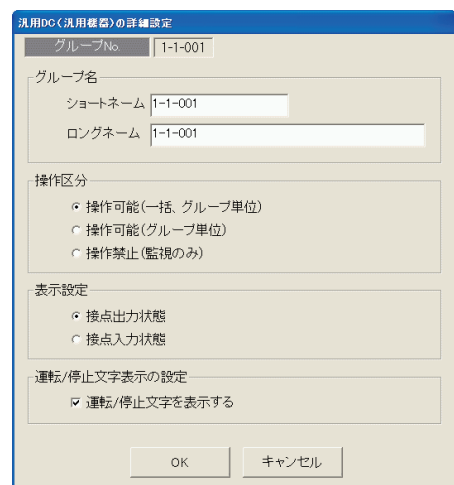 汎用DC(汎用機器)の詳細設定
グループNo. 1-1-001
グループ名
ショートネーム 1-1-001
ロングネーム 1-1-001
操作区分
操作可能(一括、グループ単位)
操作可能(グループ単位)
操作禁止(監視のみ)
表示設定
接点出力状態
接点入力状態
運転/停止文字表示の設定
運転/停止文字を表示する
OK キャンセル